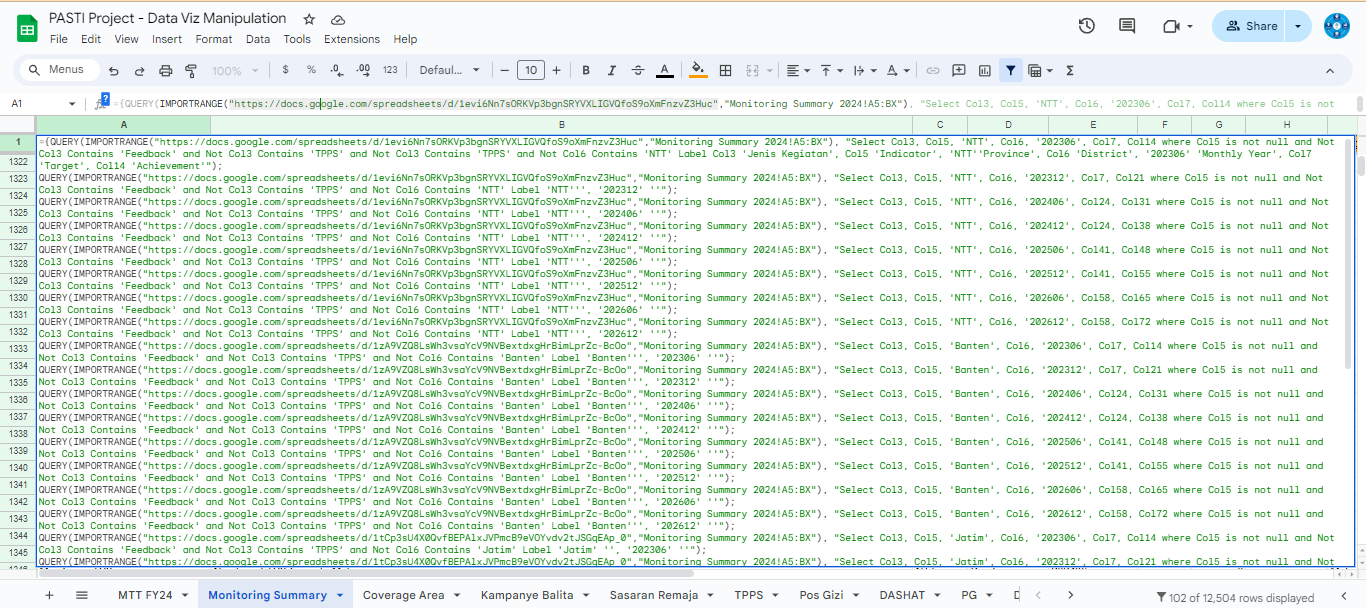 PASTI Project - Data Viz Manipulation
File Edit View Insert Format Data Tools Extensions Help
Share
Menus 100% $ % .0 .00 123 Defaul... − 10 + B I A
A1 ={QUERY(IMPORTRANGE("https://docs.google.com/spreadsheets/d/1evi6Nn7sORKVp3bgnSRYVXLIGVQfoS9oXmFnzvZ3Huc","Monitoring Summary 2024!A5:BX"), "Select Col3, Col5, 'NTT', Col6, '202306', Col7, Col14 where Col5 is not
A B C D E F G H
1 ={QUERY(IMPORTRANGE("https://docs.google.com/spreadsheets/d/1evi6Nn7sORKVp3bgnSRYVXLIGVQfoS9oXmFnzvZ3Huc","Monitoring Summary 2024!A5:BX"), "Select Col3, Col5, 'NTT', Col6, '202306', Col7, Col14 where Col5 is not null and Not
Col3 Contains 'Feedback' and Not Col3 Contains 'TPPS' and Not Col3 Contains 'TPPS' and Not Col6 Contains 'NTT' Label Col3 'Jenis Kegiatan', Col5 'Indicator', 'NTT''Province', Col6 'District', '202306' 'Monthly Year', Col7
1322 'Target', Col14 'Achievement'");
1323 QUERY(IMPORTRANGE("https://docs.google.com/spreadsheets/d/1evi6Nn7sORKVp3bgnSRYVXLIGVQfoS9oXmFnzvZ3Huc","Monitoring Summary 2024!A5:BX"), "Select Col3, Col5, 'NTT', Col6, '202312', Col7, Col21 where Col5 is not null and Not
1324 Col3 Contains 'Feedback' and Not Col3 Contains 'TPPS' and Not Col6 Contains 'NTT' Label 'NTT''', '202312' ''");
QUERY(IMPORTRANGE("https://docs.google.com/spreadsheets/d/1evi6Nn7sORKVp3bgnSRYVXLIGVQfoS9oXmFnzvZ3Huc","Monitoring Summary 2024!A5:BX"), "Select Col3, Col5, 'NTT', Col6, '202406', Col24, Col31 where Col5 is not null and Not
1325 Col3 Contains 'Feedback' and Not Col3 Contains 'TPPS' and Not Col6 Contains 'NTT' Label 'NTT''', '202406' ''");
1326 QUERY(IMPORTRANGE("https://docs.google.com/spreadsheets/d/1evi6Nn7sORKVp3bgnSRYVXLIGVQfoS9oXmFnzvZ3Huc","Monitoring Summary 2024!A5:BX"), "Select Col3, Col5, 'NTT', Col6, '202412', Col24, Col38 where Col5 is not null and Not
Col3 Contains 'Feedback' and Not Col3 Contains 'TPPS' and Not Col6 Contains 'NTT' Label 'NTT''', '202412' ''");
1327 QUERY(IMPORTRANGE("https://docs.google.com/spreadsheets/d/1evi6Nn7sORKVp3bgnSRYVXLIGVQfoS9oXmFnzvZ3Huc","Monitoring Summary 2024!A5:BX"), "Select Col3, Col5, 'NTT', Col6, '202506', Col41, Col48 where Col5 is not null and Not
1328 Col3 Contains 'Feedback' and Not Col3 Contains 'TPPS' and Not Col6 Contains 'NTT' Label 'NTT''', '202506' ''");
1329 QUERY(IMPORTRANGE("https://docs.google.com/spreadsheets/d/1evi6Nn7sORKVp3bgnSRYVXLIGVQfoS9oXmFnzvZ3Huc","Monitoring Summary 2024!A5:BX"), "Select Col3, Col5, 'NTT', Col6, '202512', Col41, Col55 where Col5 is not null and Not
Col3 Contains 'Feedback' and Not Col3 Contains 'TPPS' and Not Col6 Contains 'NTT' Label 'NTT''', '202512' ''");
1330 QUERY(IMPORTRANGE("https://docs.google.com/spreadsheets/d/1evi6Nn7sORKVp3bgnSRYVXLIGVQfoS9oXmFnzvZ3Huc","Monitoring Summary 2024!A5:BX"), "Select Col3, Col5, 'NTT', Col6, '202606', Col58, Col65 where Col5 is not null and Not
1331 Col3 Contains 'Feedback' and Not Col3 Contains 'TPPS' and Not Col6 Contains 'NTT' Label 'NTT''', '202606' ''");
QUERY(IMPORTRANGE("https://docs.google.com/spreadsheets/d/1evi6Nn7sORKVp3bgnSRYVXLIGVQfoS9oXmFnzvZ3Huc","Monitoring Summary 2024!A5:BX"), "Select Col3, Col5, 'NTT', Col6, '202612', Col58, Col72 where Col5 is not null and Not
1332 Col3 Contains 'Feedback' and Not Col3 Contains 'TPPS' and Not Col6 Contains 'NTT' Label 'NTT''', '202612' ''");
1333 QUERY(IMPORTRANGE("https://docs.google.com/spreadsheets/d/1zA9VZQ8LsWh3vsaYcV9NVBextdxgHrBimLprZc-BcOo","Monitoring Summary 2024!A5:BX"), "Select Col3, Col5, 'Banten', Col6, '202306', Col7, Col14 where Col5 is not null and
Not Col3 Contains 'Feedback' and Not Col3 Contains 'TPPS' and Not Col6 Contains 'Banten' Label 'Banten''', '202306' ''");
1334 QUERY(IMPORTRANGE("https://docs.google.com/spreadsheets/d/1zA9VZQ8LsWh3vsaYcV9NVBextdxgHrBimLprZc-BcOo","Monitoring Summary 2024!A5:BX"), "Select Col3, Col5, 'Banten', Col6, '202312', Col7, Col21 where Col5 is not null and
1335 Not Col3 Contains 'Feedback' and Not Col3 Contains 'TPPS' and Not Col6 Contains 'Banten' Label 'Banten''', '202312' ''");
1336 QUERY(IMPORTRANGE("https://docs.google.com/spreadsheets/d/1zA9VZQ8LsWh3vsaYcV9NVBextdxgHrBimLprZc-BcOo","Monitoring Summary 2024!A5:BX"), "Select Col3, Col5, 'Banten', Col6, '202406', Col24, Col31 where Col5 is not null and
Not Col3 Contains 'Feedback' and Not Col3 Contains 'TPPS' and Not Col6 Contains 'Banten' Label 'Banten''', '202406' ''");
1337 QUERY(IMPORTRANGE("https://docs.google.com/spreadsheets/d/1zA9VZQ8LsWh3vsaYcV9NVBextdxgHrBimLprZc-BcOo","Monitoring Summary 2024!A5:BX"), "Select Col3, Col5, 'Banten', Col6, '202412', Col24, Col38 where Col5 is not null and
1338 Not Col3 Contains 'Feedback' and Not Col3 Contains 'TPPS' and Not Col6 Contains 'Banten' Label 'Banten''', '202412' ''");
1339 QUERY(IMPORTRANGE("https://docs.google.com/spreadsheets/d/1zA9VZQ8LsWh3vsaYcV9NVBextdxgHrBimLprZc-BcOo","Monitoring Summary 2024!A5:BX"), "Select Col3, Col5, 'Banten', Col6, '202506', Col41, Col48 where Col5 is not null and
Not Col3 Contains 'Feedback' and Not Col3 Contains 'TPPS' and Not Col6 Contains 'Banten' Label 'Banten''', '202506' ''");
1340 QUERY(IMPORTRANGE("https://docs.google.com/spreadsheets/d/1zA9VZQ8LsWh3vsaYcV9NVBextdxgHrBimLprZc-BcOo","Monitoring Summary 2024!A5:BX"), "Select Col3, Col5, 'Banten', Col6, '202512', Col41, Col55 where Col5 is not null and
Not Col3 Contains 'Feedback' and Not Col3 Contains 'TPPS' and Not Col6 Contains 'Banten' Label 'Banten''', '202512' ''");
1341 QUERY(IMPORTRANGE("https://docs.google.com/spreadsheets/d/1zA9VZQ8LsWh3vsaYcV9NVBextdxgHrBimLprZc-BcOo","Monitoring Summary 2024!A5:BX"), "Select Col3, Col5, 'Banten', Col6, '202606', Col58, Col65 where Col5 is not null and
1342 Not Col3 Contains 'Feedback' and Not Col3 Contains 'TPPS' and Not Col6 Contains 'Banten' Label 'Banten''', '202606' ''");
1343 QUERY(IMPORTRANGE("https://docs.google.com/spreadsheets/d/1zA9VZQ8LsWh3vsaYcV9NVBextdxgHrBimLprZc-BcOo","Monitoring Summary 2024!A5:BX"), "Select Col3, Col5, 'Banten', Col6, '202612', Col58, Col72 where Col5 is not null and
Not Col3 Contains 'Feedback' and Not Col3 Contains 'TPPS' and Not Col6 Contains 'Banten' Label 'Banten''', '202612' ''");
1344 QUERY(IMPORTRANGE("https://docs.google.com/spreadsheets/d/1tCp3sU4X0QvfBEPAlxJVPmcB9eVOYvdv2tJSGqEAp_0","Monitoring Summary 2024!A5:BX"), "Select Col3, Col5, 'Jatim', Col6, '202306', Col7, Col14 where Col5 is not null and Not
1345 Col3 Contains 'Feedback' and Not Col3 Contains 'TPPS' and Not Col6 Contains 'Jatim' Label 'Jatim' '', '202306' ''");
QUERY(IMPORTRANGE("https://docs.google.com/spreadsheets/d/1tCp3sU4X0QvfBEPAlxJVPmcB9eVOYvdv2tJSGqEAp_0","Monitoring Summary 2024!A5:BX"), "Select Col3, Col5, 'Jatim', Col6, '202312', Col7, Col21 where Col5 is not null and Not
MTT FY24 Monitoring Summary Coverage Area Kampanye Balita Sasaran Remaja TPPS Pos Gizi DASHAT PG 102 of 12,504 rows displayed